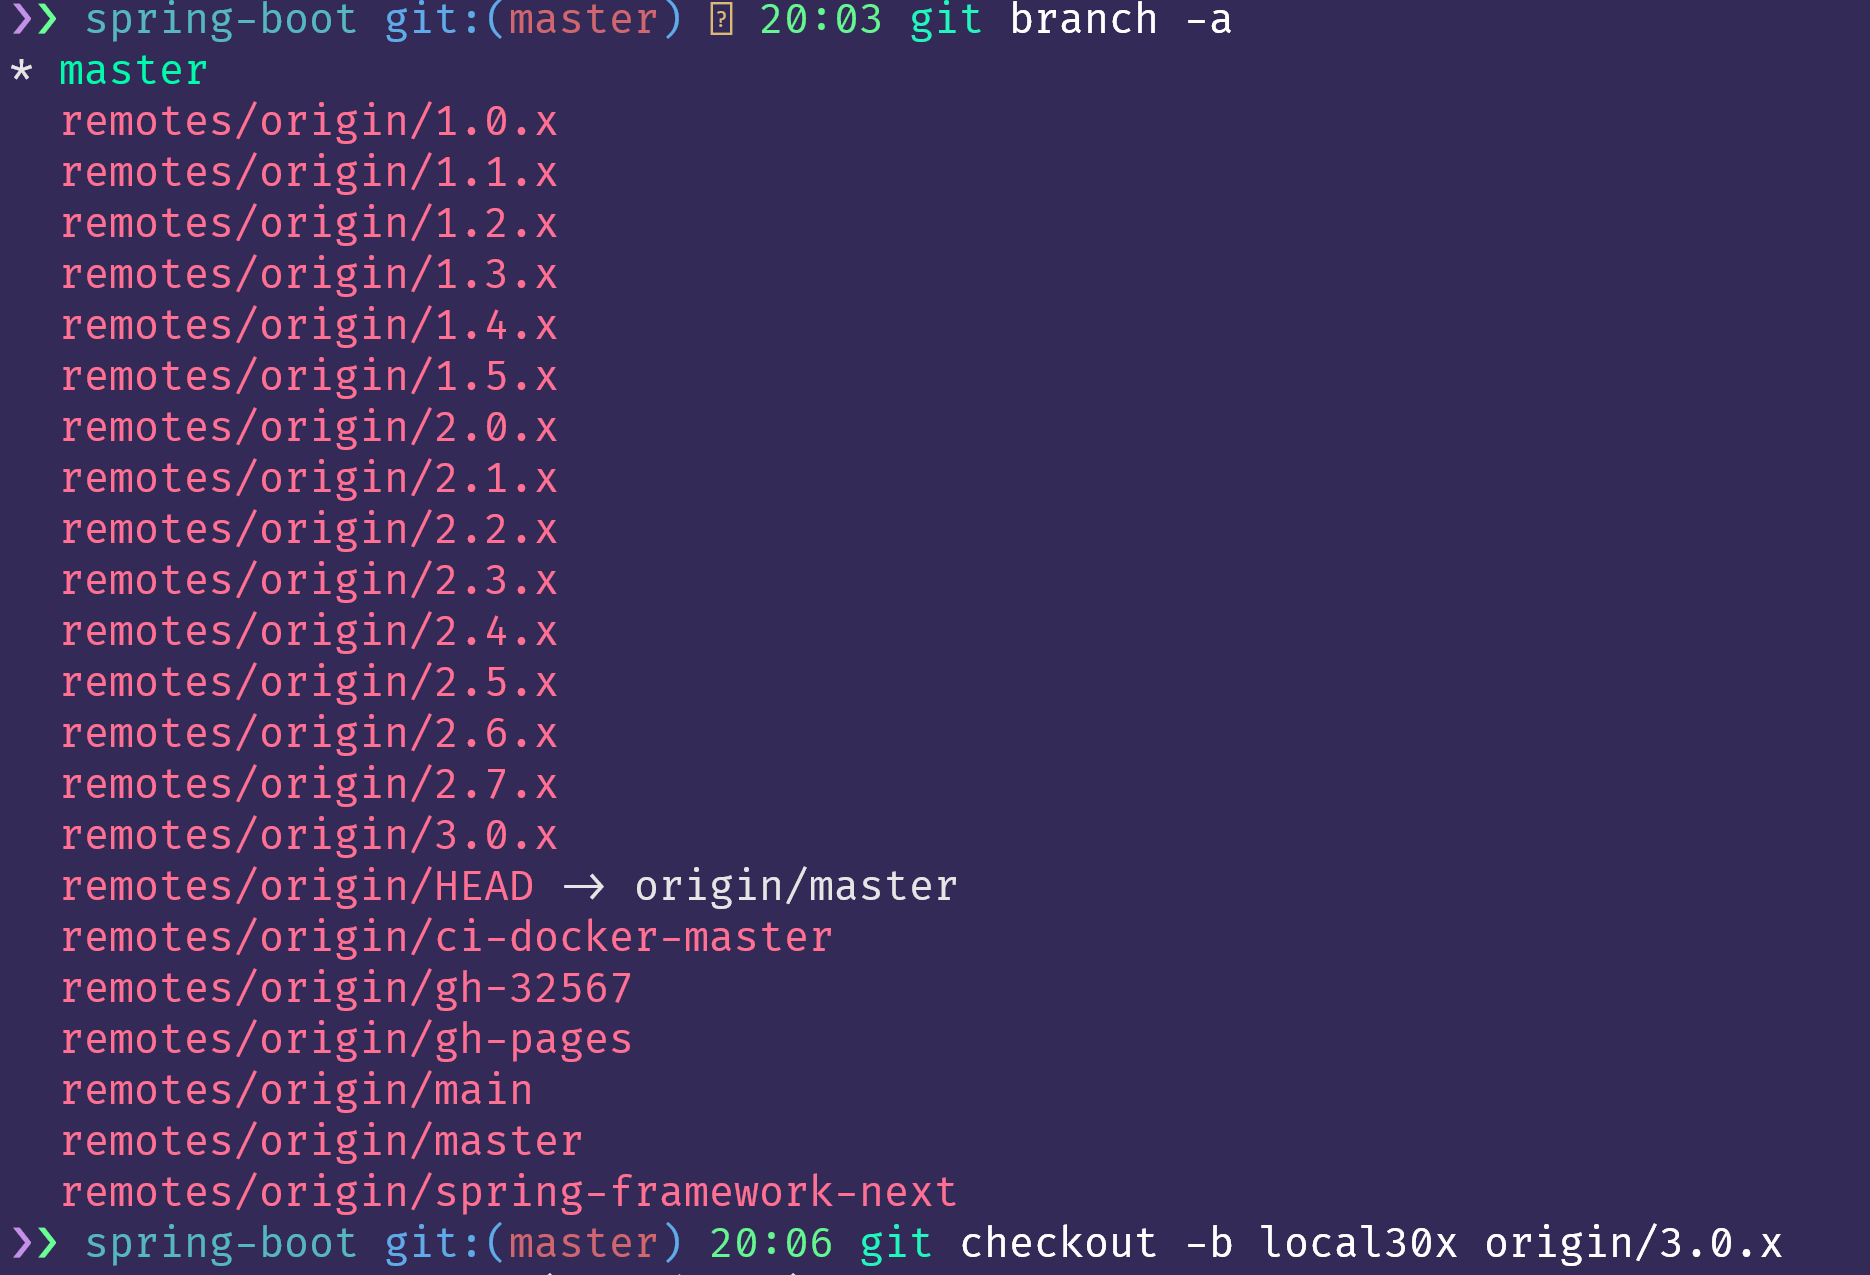 ❯❯ spring-boot git:(master) 20:03 git branch -a
* master
remotes/origin/1.0.x
remotes/origin/1.1.x
remotes/origin/1.2.x
remotes/origin/1.3.x
remotes/origin/1.4.x
remotes/origin/1.5.x
remotes/origin/2.0.x
remotes/origin/2.1.x
remotes/origin/2.2.x
remotes/origin/2.3.x
remotes/origin/2.4.x
remotes/origin/2.5.x
remotes/origin/2.6.x
remotes/origin/2.7.x
remotes/origin/3.0.x
remotes/origin/HEAD -> origin/master
remotes/origin/ci-docker-master
remotes/origin/gh-32567
remotes/origin/gh-pages
remotes/origin/main
remotes/origin/master
remotes/origin/spring-framework-next
❯❯ spring-boot git:(master) 20:06 git checkout -b local30x origin/3.0.x